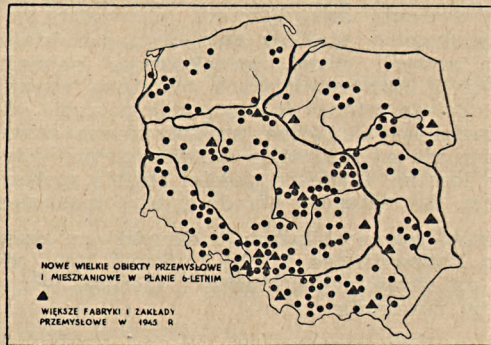 NOWE WIELKIE OBIEKTY PRZEMYSŁOWE
I MIESZKANIOWE W PLANIE 6-LETNIM
WIĘKSZE FABRYKI I ZAKŁADY
PRZEMYSŁOWE W 1945 R